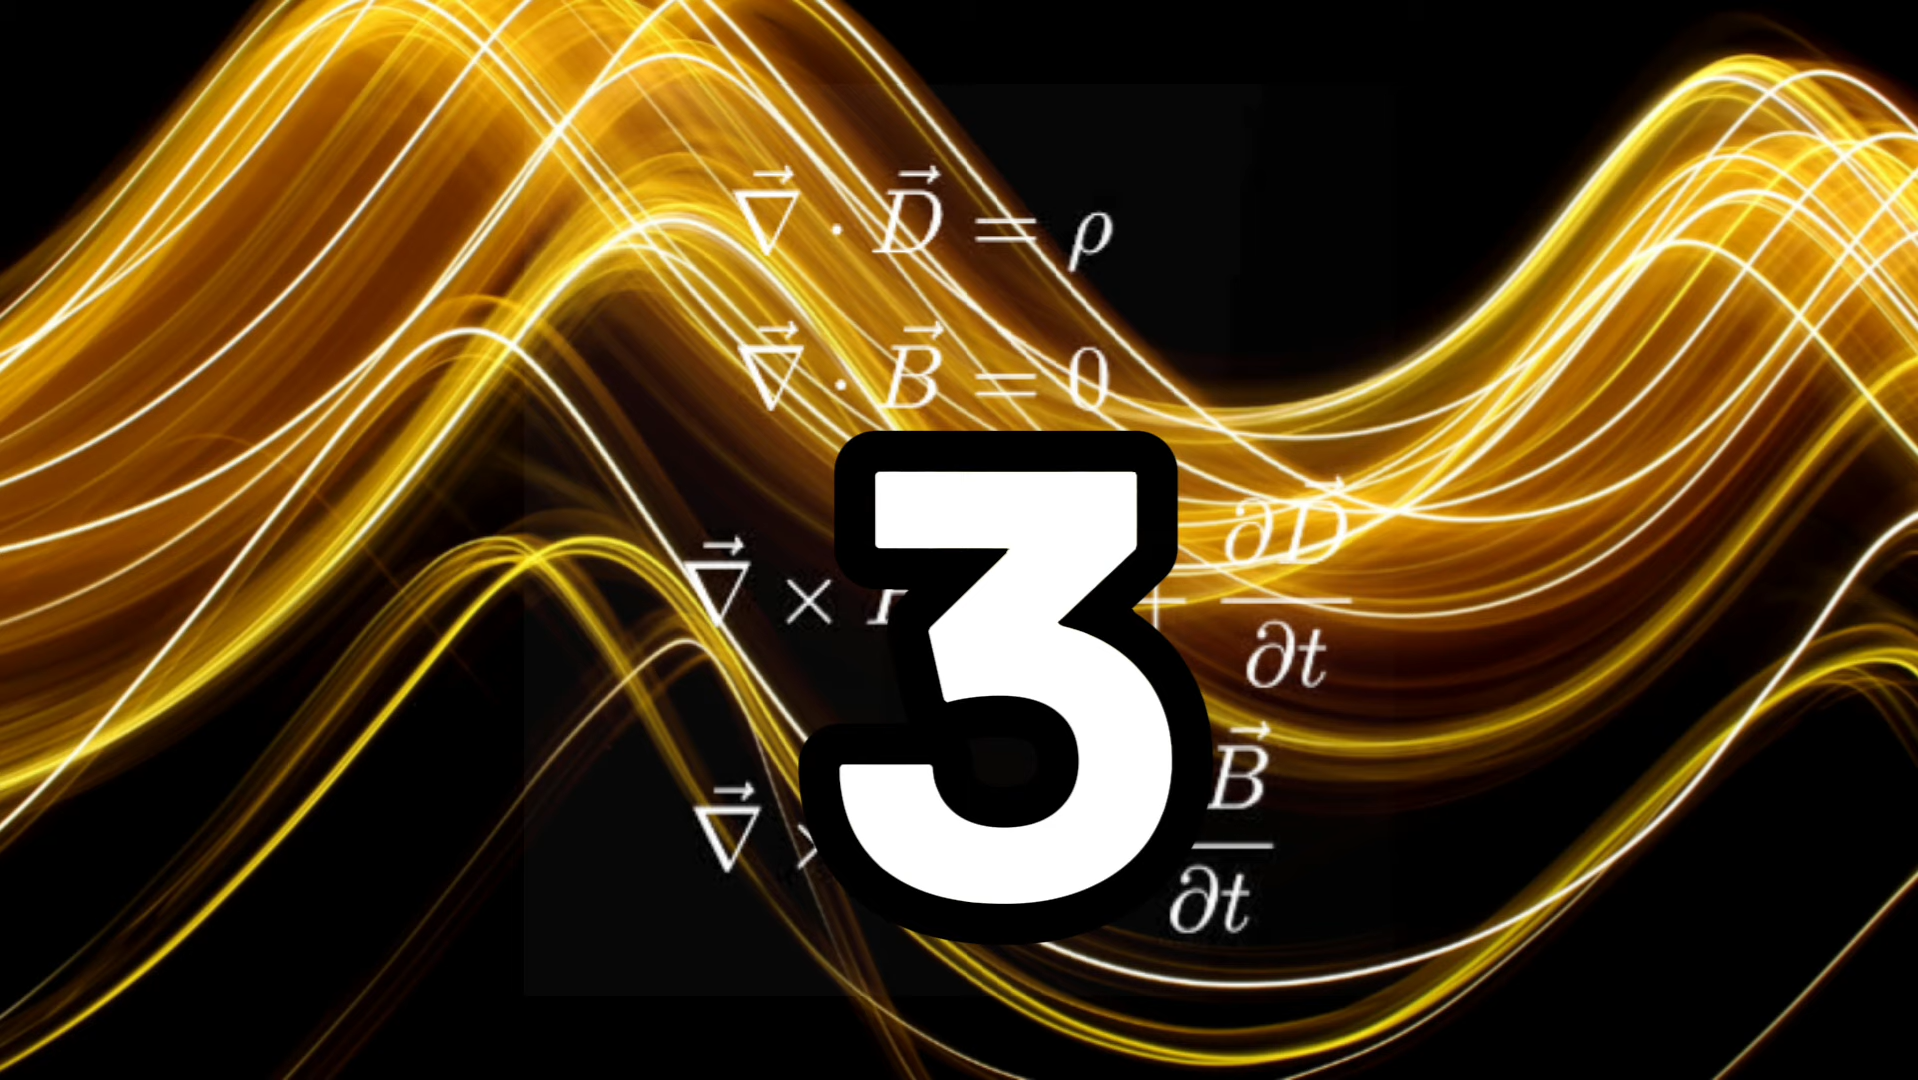 ∇⃗ · D⃗ = ρ
∇⃗ · B⃗ = 0
3
∇⃗ × + ∂D⃗/∂t
∇⃗ B⃗/∂t